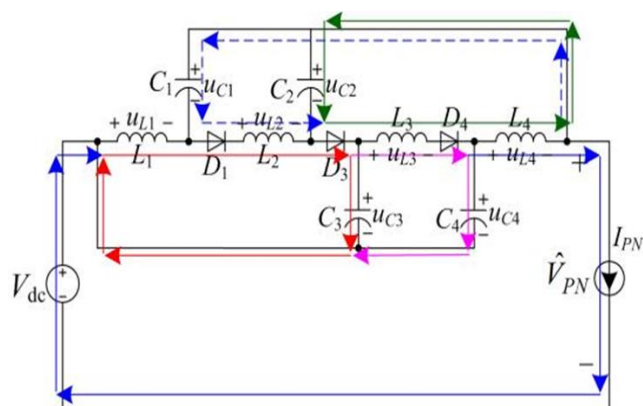 C1 + uC1 -
C2 + uC2 -
+ uL1 -
L1
D1
+ uL2 -
L2
D3
L3
+ uL3 -
D4
L4
+ uL4 -
+
C3 + uC3 -
C4 + uC4 -
IPN
V̂PN
-
Vdc + -